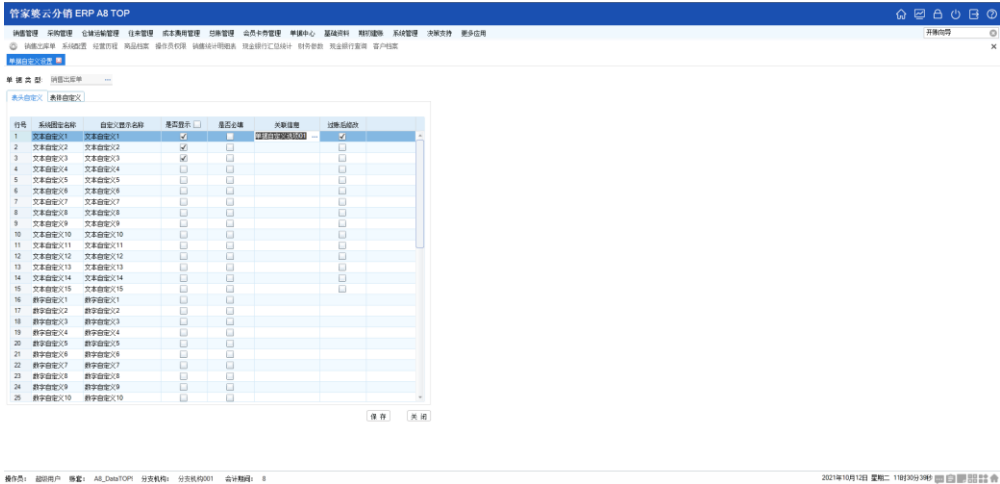 管家婆云分销 ERP A8 TOP
销售管理 采购管理 仓储运输管理 往来管理 成本费用管理 总账管理 会员卡券管理 单据中心 基础资料 期初建账 系统管理 决策支持 更多应用 开账向导
销售出库单 系统配置 经营历程 商品档案 操作员权限 销售统计明细表 现金银行汇总统计 财务参数 现金银行查询 客户档案
单据自定义设置
单据类型: 销售出库单 ...
表头自定义 表体自定义
行号 系统固定名称 自定义显示名称 是否显示 是否必填 关联信息 过账后修改
1 文本自定义1 文本自定义1 单据自定义选项01 ...
2 文本自定义2 文本自定义2
3 文本自定义3 文本自定义3
4 文本自定义4 文本自定义4
5 文本自定义5 文本自定义5
6 文本自定义6 文本自定义6
7 文本自定义7 文本自定义7
8 文本自定义8 文本自定义8
9 文本自定义9 文本自定义9
10 文本自定义10 文本自定义10
11 文本自定义11 文本自定义11
12 文本自定义12 文本自定义12
13 文本自定义13 文本自定义13
14 文本自定义14 文本自定义14
15 文本自定义15 文本自定义15
16 数字自定义1 数字自定义1
17 数字自定义2 数字自定义2
18 数字自定义3 数字自定义3
19 数字自定义4 数字自定义4
20 数字自定义5 数字自定义5
21 数字自定义6 数字自定义6
22 数字自定义7 数字自定义7
23 数字自定义8 数字自定义8
24 数字自定义9 数字自定义9
25 数字自定义10 数字自定义10
保存 关闭
操作员: 超级用户 账套: A8_DataTOPI 分支机构: 分支机构001 会计期间: 8 2021年10月12日 星期二 11时30分39秒